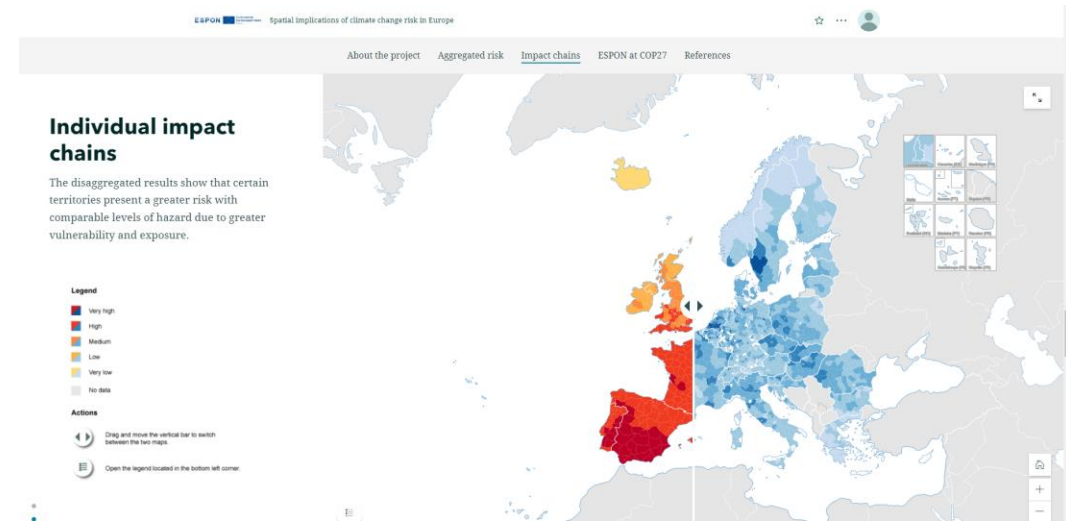 ESPON
Spatial implications of climate change risk in Europe
About the project Aggregated risk Impact chains ESPON at COP27 References
Individual impact
chains
The disaggregated results show that certain
territories present a greater risk with
comparable levels of hazard due to greater
vulnerability and exposure.
Legend
Very high
High
Medium
Low
Very low
No data
Actions
Drag and move the vertical bar to switch
between the two maps.
Open the legend located in the bottom left corner.